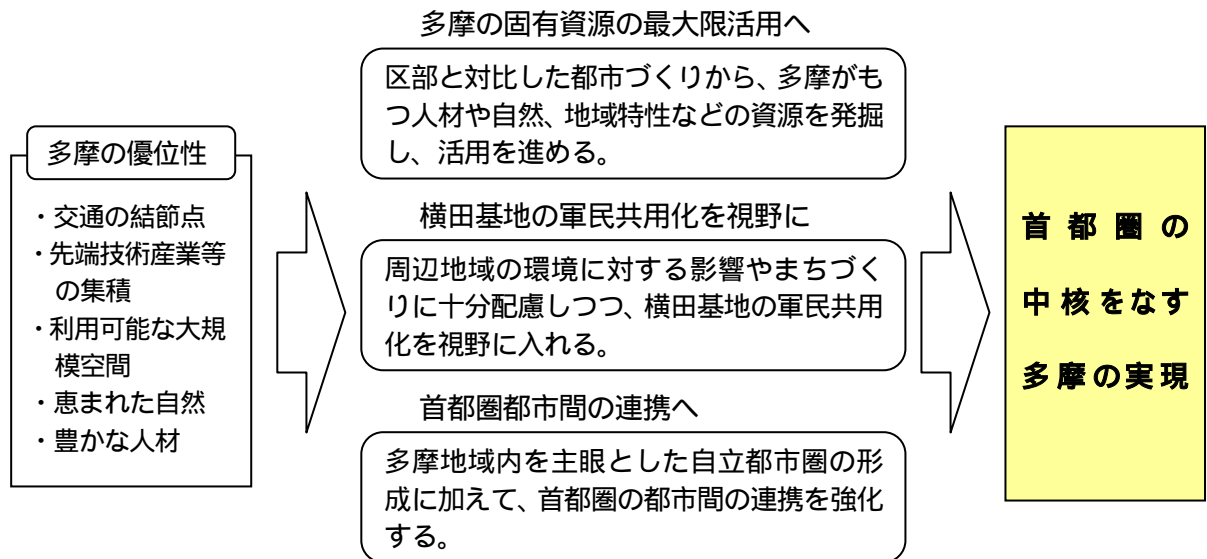 多摩の優位性
・交通の結節点
・先端技術産業等
の集積
・利用可能な大規
模空間
・恵まれた自然
・豊かな人材
多摩の固有資源の最大限活用へ
区部と対比した都市づくりから、多摩がも
つ人材や自然、地域特性などの資源を発掘
し、活用を進める。
横田基地の軍民共用化を視野に
周辺地域の環境に対する影響やまちづく
りに十分配慮しつつ、横田基地の軍民共用
化を視野に入れる。
首都圏都市間の連携へ
多摩地域内を主眼とした自立都市圏の形
成に加えて、首都圏の都市間の連携を強化
する。
首都圏の
中核をなす
多摩の実現